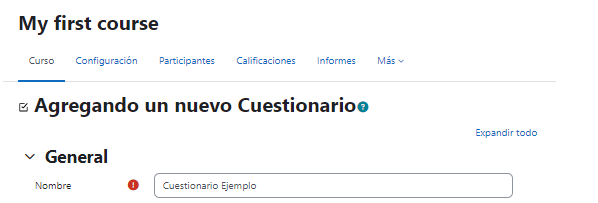 My first course
Curso Configuración Participantes Calificaciones Informes Más
Agregando un nuevo Cuestionario
Expandir todo
General
Nombre Cuestionario Ejemplo